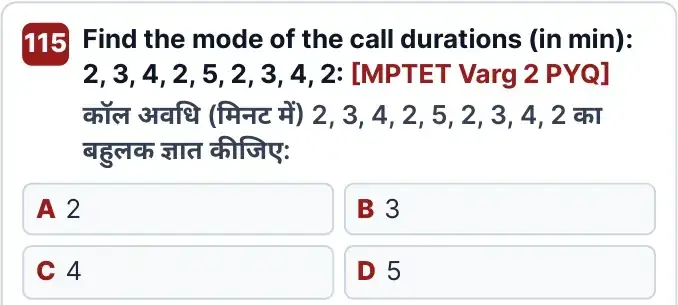 115 Find the mode of the call durations (in min):
2, 3, 4, 2, 5, 2, 3, 4, 2: [MPTET Varg 2 PYQ]
कॉल अवधि (मिनट में) 2, 3, 4, 2, 5, 2, 3, 4, 2 का
बहुलक ज्ञात कीजिए:
A 2
B 3
C 4
D 5